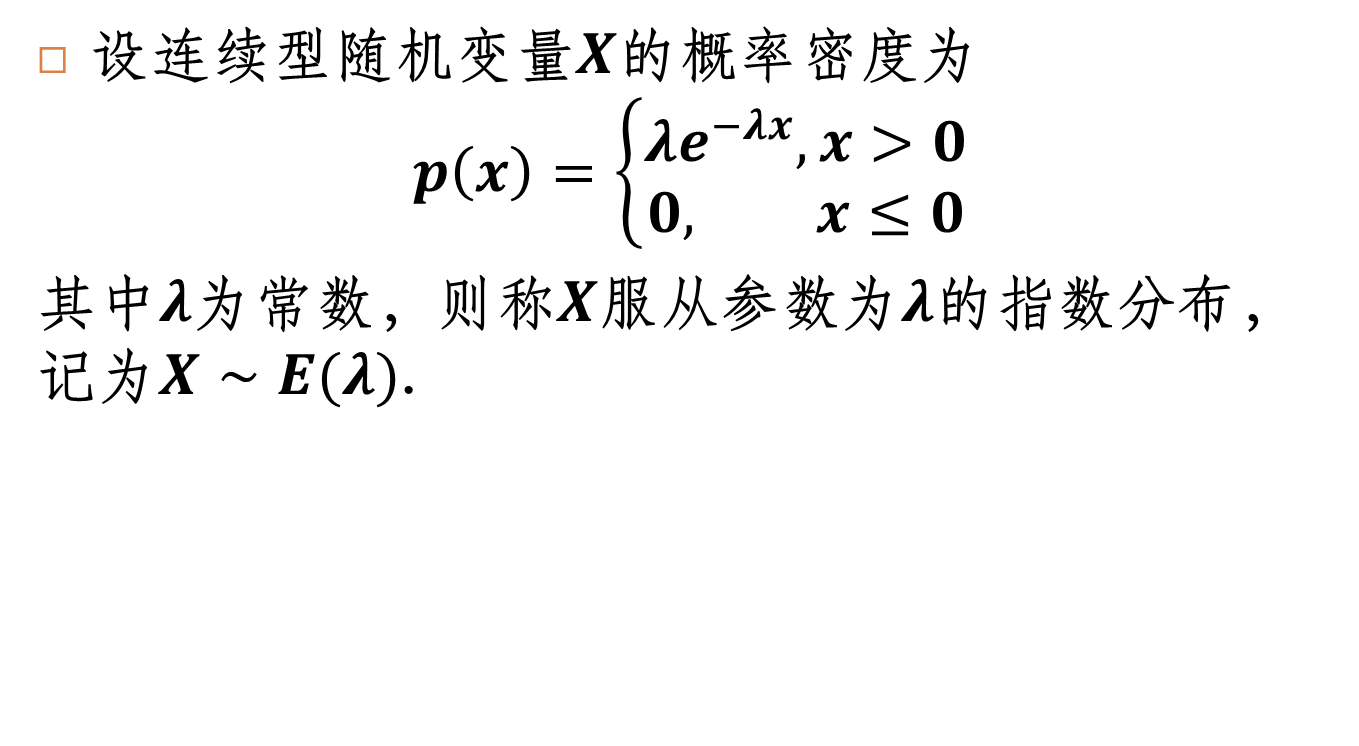 □ 设连续型随机变量X的概率密度为
p(x) = {λe^{-λx}, x > 0
0, x ≤ 0
其中λ为常数，则称X服从参数为λ的指数分布，
记为X ~ E(λ).